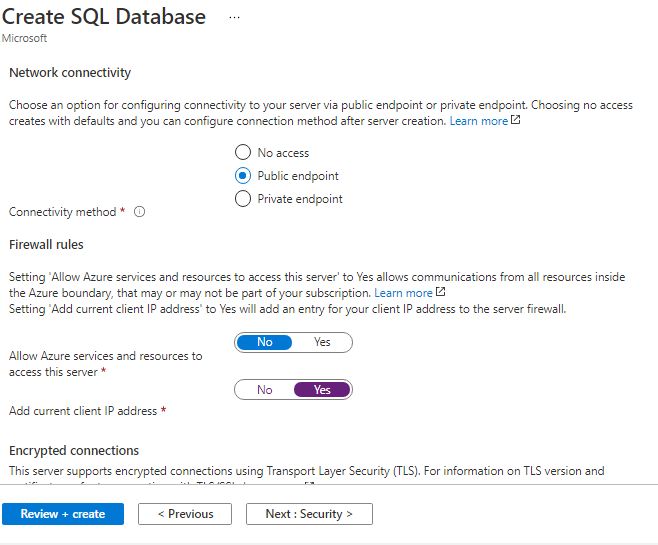 Create SQL Database ...
Microsoft
Network connectivity
Choose an option for configuring connectivity to your server via public endpoint or private endpoint. Choosing no access
creates with defaults and you can configure connection method after server creation. Learn more
No access
Public endpoint
Private endpoint
Connectivity method *
Firewall rules
Setting 'Allow Azure services and resources to access this server' to Yes allows communications from all resources inside
the Azure boundary, that may or may not be part of your subscription. Learn more
Setting 'Add current client IP address' to Yes will add an entry for your client IP address to the server firewall.
No Yes
Allow Azure services and resources to
access this server *
No Yes
Add current client IP address *
Encrypted connections
This server supports encrypted connections using Transport Layer Security (TLS). For information on TLS version and
Review + create
< Previous
Next : Security >